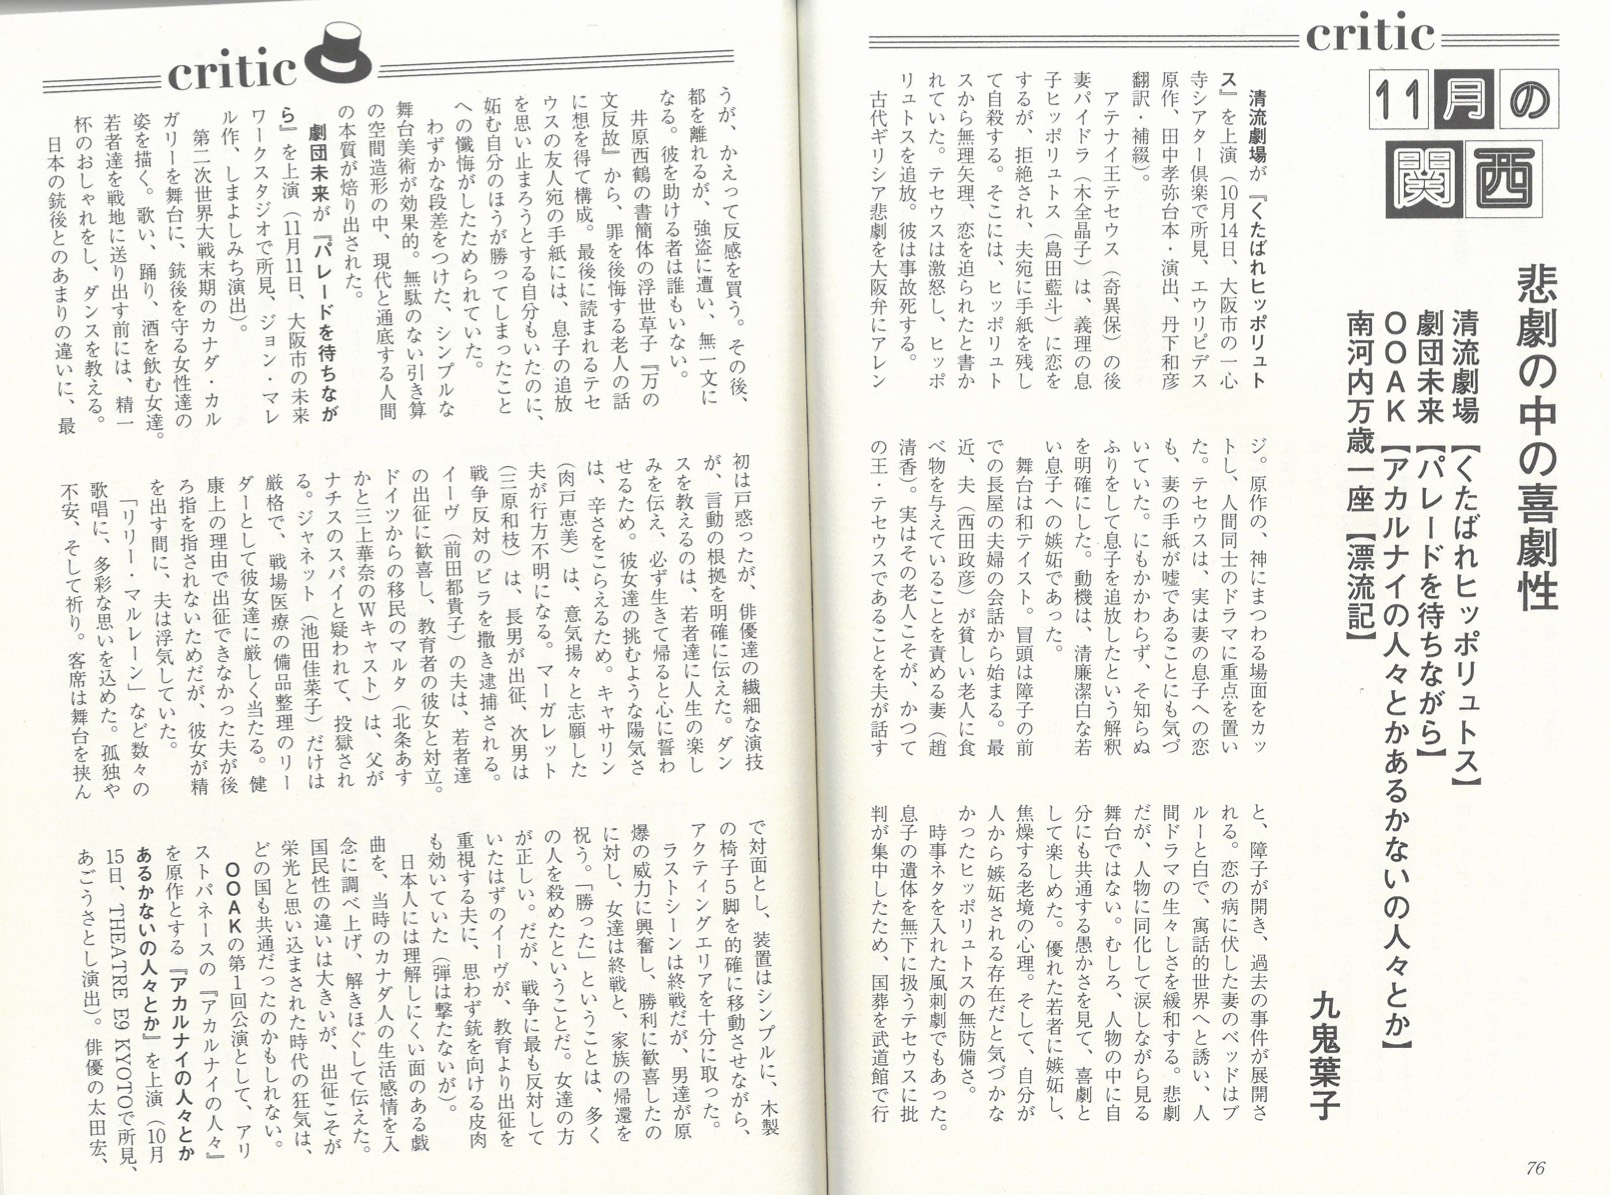 critic
11月の
関西
悲劇の中の喜劇性
清流劇場【くたばれヒッポリュトス】
劇団未来【パレードを待ちながら】
OOAK【アカルナイの人々とかあるかないの人々とか】
南河内万歳一座【漂流記】
九鬼葉子
清流劇場が『くたばれヒッポリュト
ス』を上演（10月14日、大阪市の一心
寺シアター倶楽で所見、エウリピデス
原作、田中孝弥台本・演出、丹下和彦
翻訳・補綴）。
アテナイ王テセウス（奇異保）の後
妻パイドラ（木全晶子）は、義理の息
子ヒッポリュトス（島田藍斗）に恋を
するが、拒絶され、夫宛に手紙を残し
て自殺する。そこには、ヒッポリュト
スから無理矢理、恋を迫られたと書か
れていた。テセウスは激怒し、ヒッポ
リュトスを追放。彼は事故死する。
古代ギリシア悲劇を大阪弁にアレン
ジ。原作の、神にまつわる場面をカッ
トし、人間同士のドラマに重点を置い
た。テセウスは、実は妻の息子への恋
も、妻の手紙が嘘であることにも気づ
いていた。にもかかわらず、そ知らぬ
ふりをして息子を追放したという解釈
を明確にした。動機は、清廉潔白な若
い息子への嫉妬であった。
舞台は和テイスト。冒頭は障子の前
での長屋の夫婦の会話から始まる。最
近、夫（西田政彦）が貧しい老人に食
べ物を与えていることを責める妻（趙
清香）。実はその老人こそが、かつて
の王・テセウスであることを夫が話す
と、障子が開き、過去の事件が展開さ
れる。恋の病に伏した妻のベッドはブ
ルーと白で、寓話的世界へと誘い、人
間ドラマの生々しさを緩和する。悲劇
だが、人物に同化して涙しながら見る
舞台ではない。むしろ、人物の中に自
分にも共通する愚かさを見て、喜劇と
して楽しめた。優れた若者に嫉妬し、
焦燥する老境の心理。そして、自分が
人から嫉妬される存在だと気づかな
かったヒッポリュトスの無防備さ。
時事ネタを入れた風刺劇でもあった。
息子の遺体を無下に扱うテセウスに批
判が集中したため、国葬を武道館で行
76
critic
うが、かえって反感を買う。その後、
都を離れるが、強盗に遭い、無一文に
なる。彼を助ける者は誰もいない。
井原西鶴の書簡体の浮世草子『万の
文反故』から、罪を後悔する老人の話
に想を得て構成。最後に読まれるテセ
ウスの友人宛の手紙には、息子の追放
を思い止まろうとする自分もいたのに、
妬む自分のほうが勝ってしまったこと
への懺悔がしたためられていた。
わずかな段差をつけた、シンプルな
舞台美術が効果的。無駄のない引き算
の空間造形の中、現代と通底する人間
の本質が焙り出された。
劇団未来が『パレードを待ちなが
ら』を上演（11月11日、大阪市の未来
ワークスタジオで所見、ジョン・マレ
ル作、しまよしみち演出）。
第二次世界大戦末期のカナダ・カル
ガリーを舞台に、銃後を守る女性達の
姿を描く。歌い、踊り、酒を飲む女達。
若者達を戦地に送り出す前には、精一
杯のおしゃれをし、ダンスを教える。
日本の銃後とのあまりの違いに、最
初は戸惑ったが、俳優達の繊細な演技
が、言動の根拠を明確に伝えた。ダン
スを教えるのは、若者達に人生の楽し
みを伝え、必ず生きて帰ると心に誓わ
せるため。彼女達の挑むような陽気さ
は、辛さをこらえるため。キャサリン
（肉戸恵美）は、意気揚々と志願した
夫が行方不明になる。マーガレット
（三原和枝）は、長男が出征、次男は
戦争反対のビラを撒き逮捕される。
イーヴ（前田都貴子）の夫は、若者達
の出征に歓喜し、教育者の彼女と対立。
ドイツからの移民のマルタ（北条あす
かと三上華奈のWキャスト）は、父が
ナチスのスパイと疑われて、投獄され
る。ジャネット（池田佳菜子）だけは
厳格で、戦場医療の備品整理のリー
ダーとして彼女達に厳しく当たる。健
康上の理由で出征できなかった夫が後
ろ指を指されないためだが、彼女が精
を出す間に、夫は浮気していた。
「リリー・マルレーン」など数々の
歌唱に、多彩な思いを込めた。孤独や
不安、そして祈り。客席は舞台を挟ん
で対面とし、装置はシンプルに、木製
の椅子5脚を的確に移動させながら、
アクティングエリアを十分に取った。
ラストシーンは終戦だが、男達が原
爆の威力に興奮し、勝利に歓喜したの
に対し、女達は終戦と、家族の帰還を
祝う。「勝った」ということは、多く
の人を殺めたということだ。女達の方
が正しい。だが、戦争に最も反対して
いたはずのイーヴが、教育より出征を
重視する夫に、思わず銃を向ける皮肉
も効いていた（弾は撃たないが）。
日本人には理解しにくい面のある戯
曲を、当時のカナダ人の生活感情を入
念に調べ上げ、解きほぐして伝えた。
国民性の違いは大きいが、出征こそが
栄光と思い込まされた時代の狂気は、
どの国も共通だったのかもしれない。
OOAKの第1回公演として、アリ
ストパネースの『アカルナイの人々』
を原作とする『アカルナイの人々とか
あるかないの人々とか』を上演（10月
15日、THEATRE E9 KYOTOで所見、
あごうさとし演出）。俳優の太田宏、